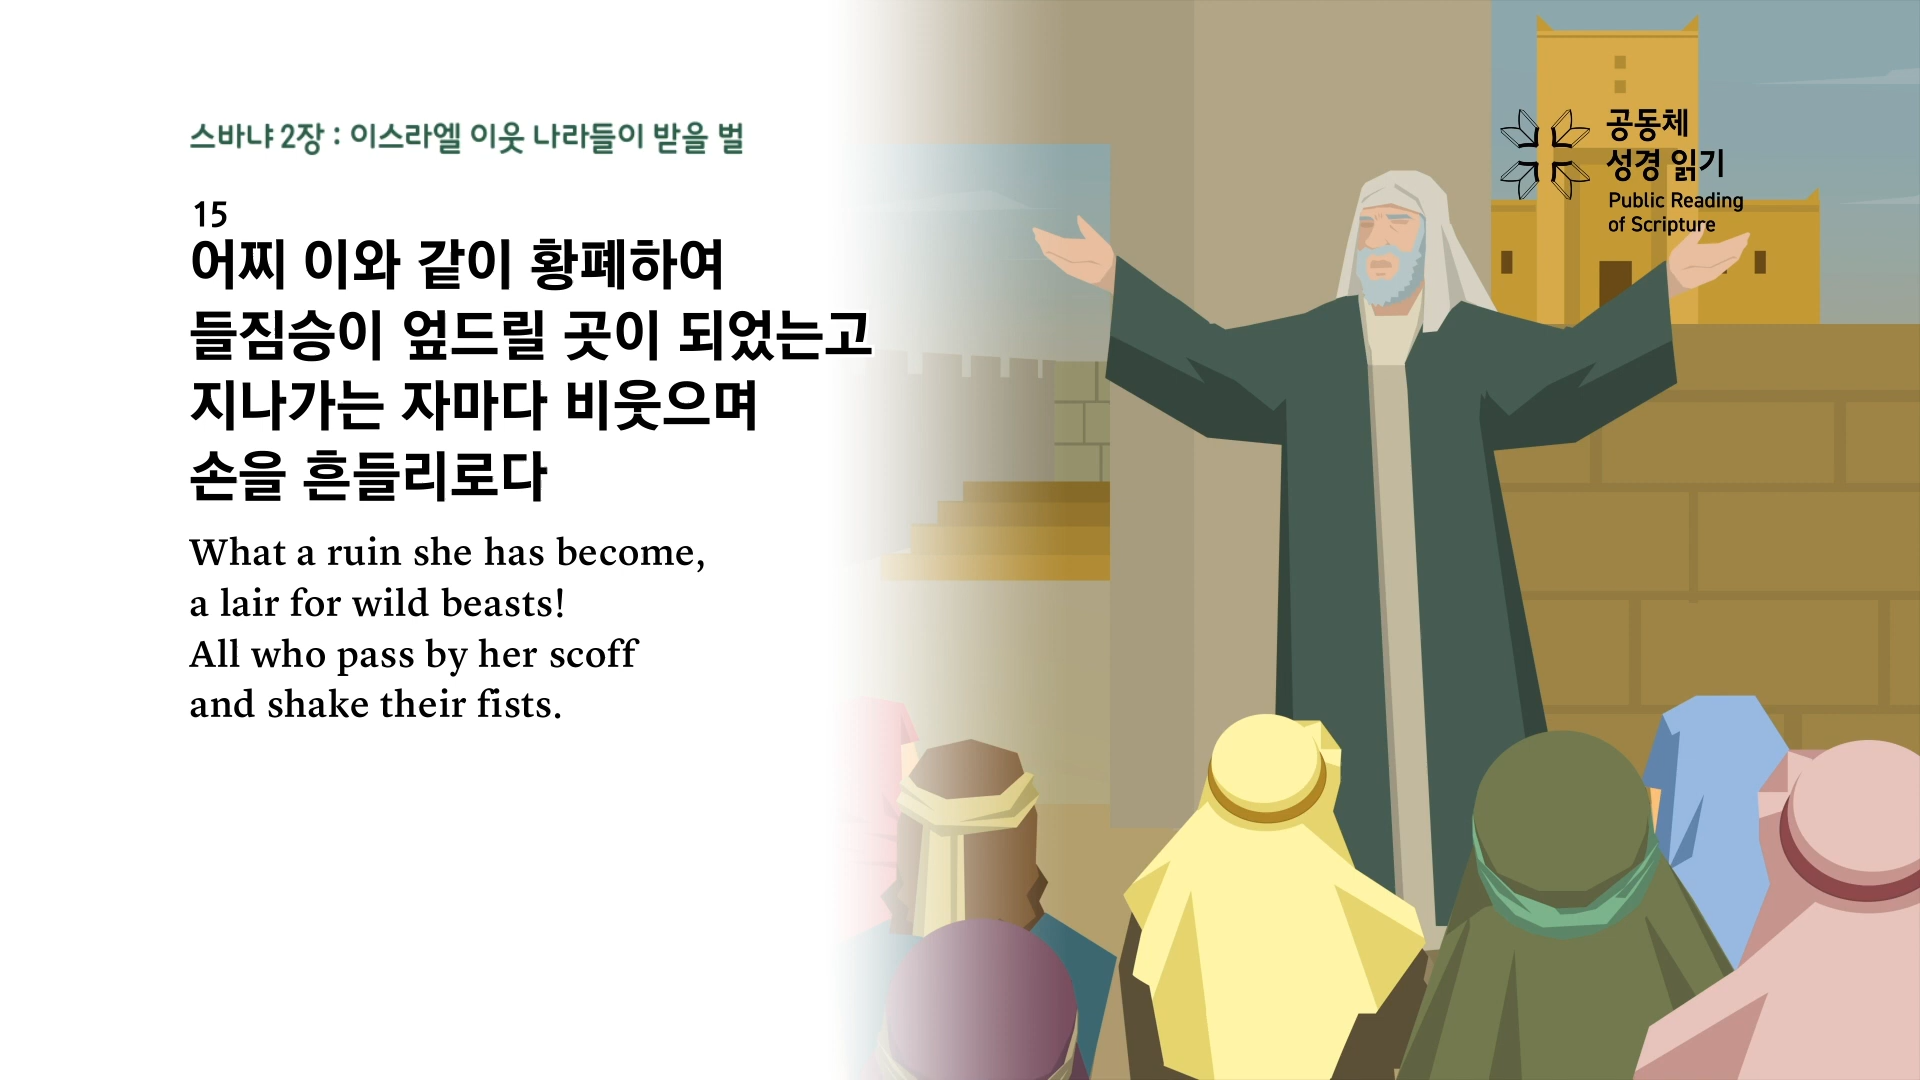 스바냐 2장 : 이스라엘 이웃 나라들이 받을 벌
15
어찌 이와 같이 황폐하여
들짐승이 엎드릴 곳이 되었는고
지나가는 자마다 비웃으며
손을 흔들리로다
What a ruin she has become,
a lair for wild beasts!
All who pass by her scoff
and shake their fists.
공동체
성경 읽기
Public Reading
of Scripture